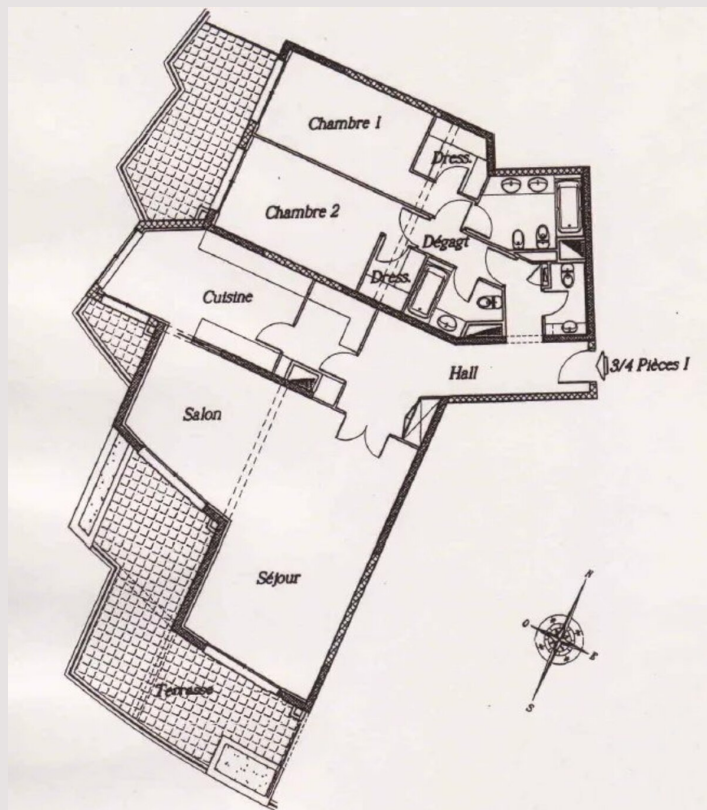 Chambre 1
Dress.
Chambre 2
Dégagt
Dress.
Cuisine
Hall
3/4 Pièces I
Salon
Séjour
Terrasse
N
O
E
S